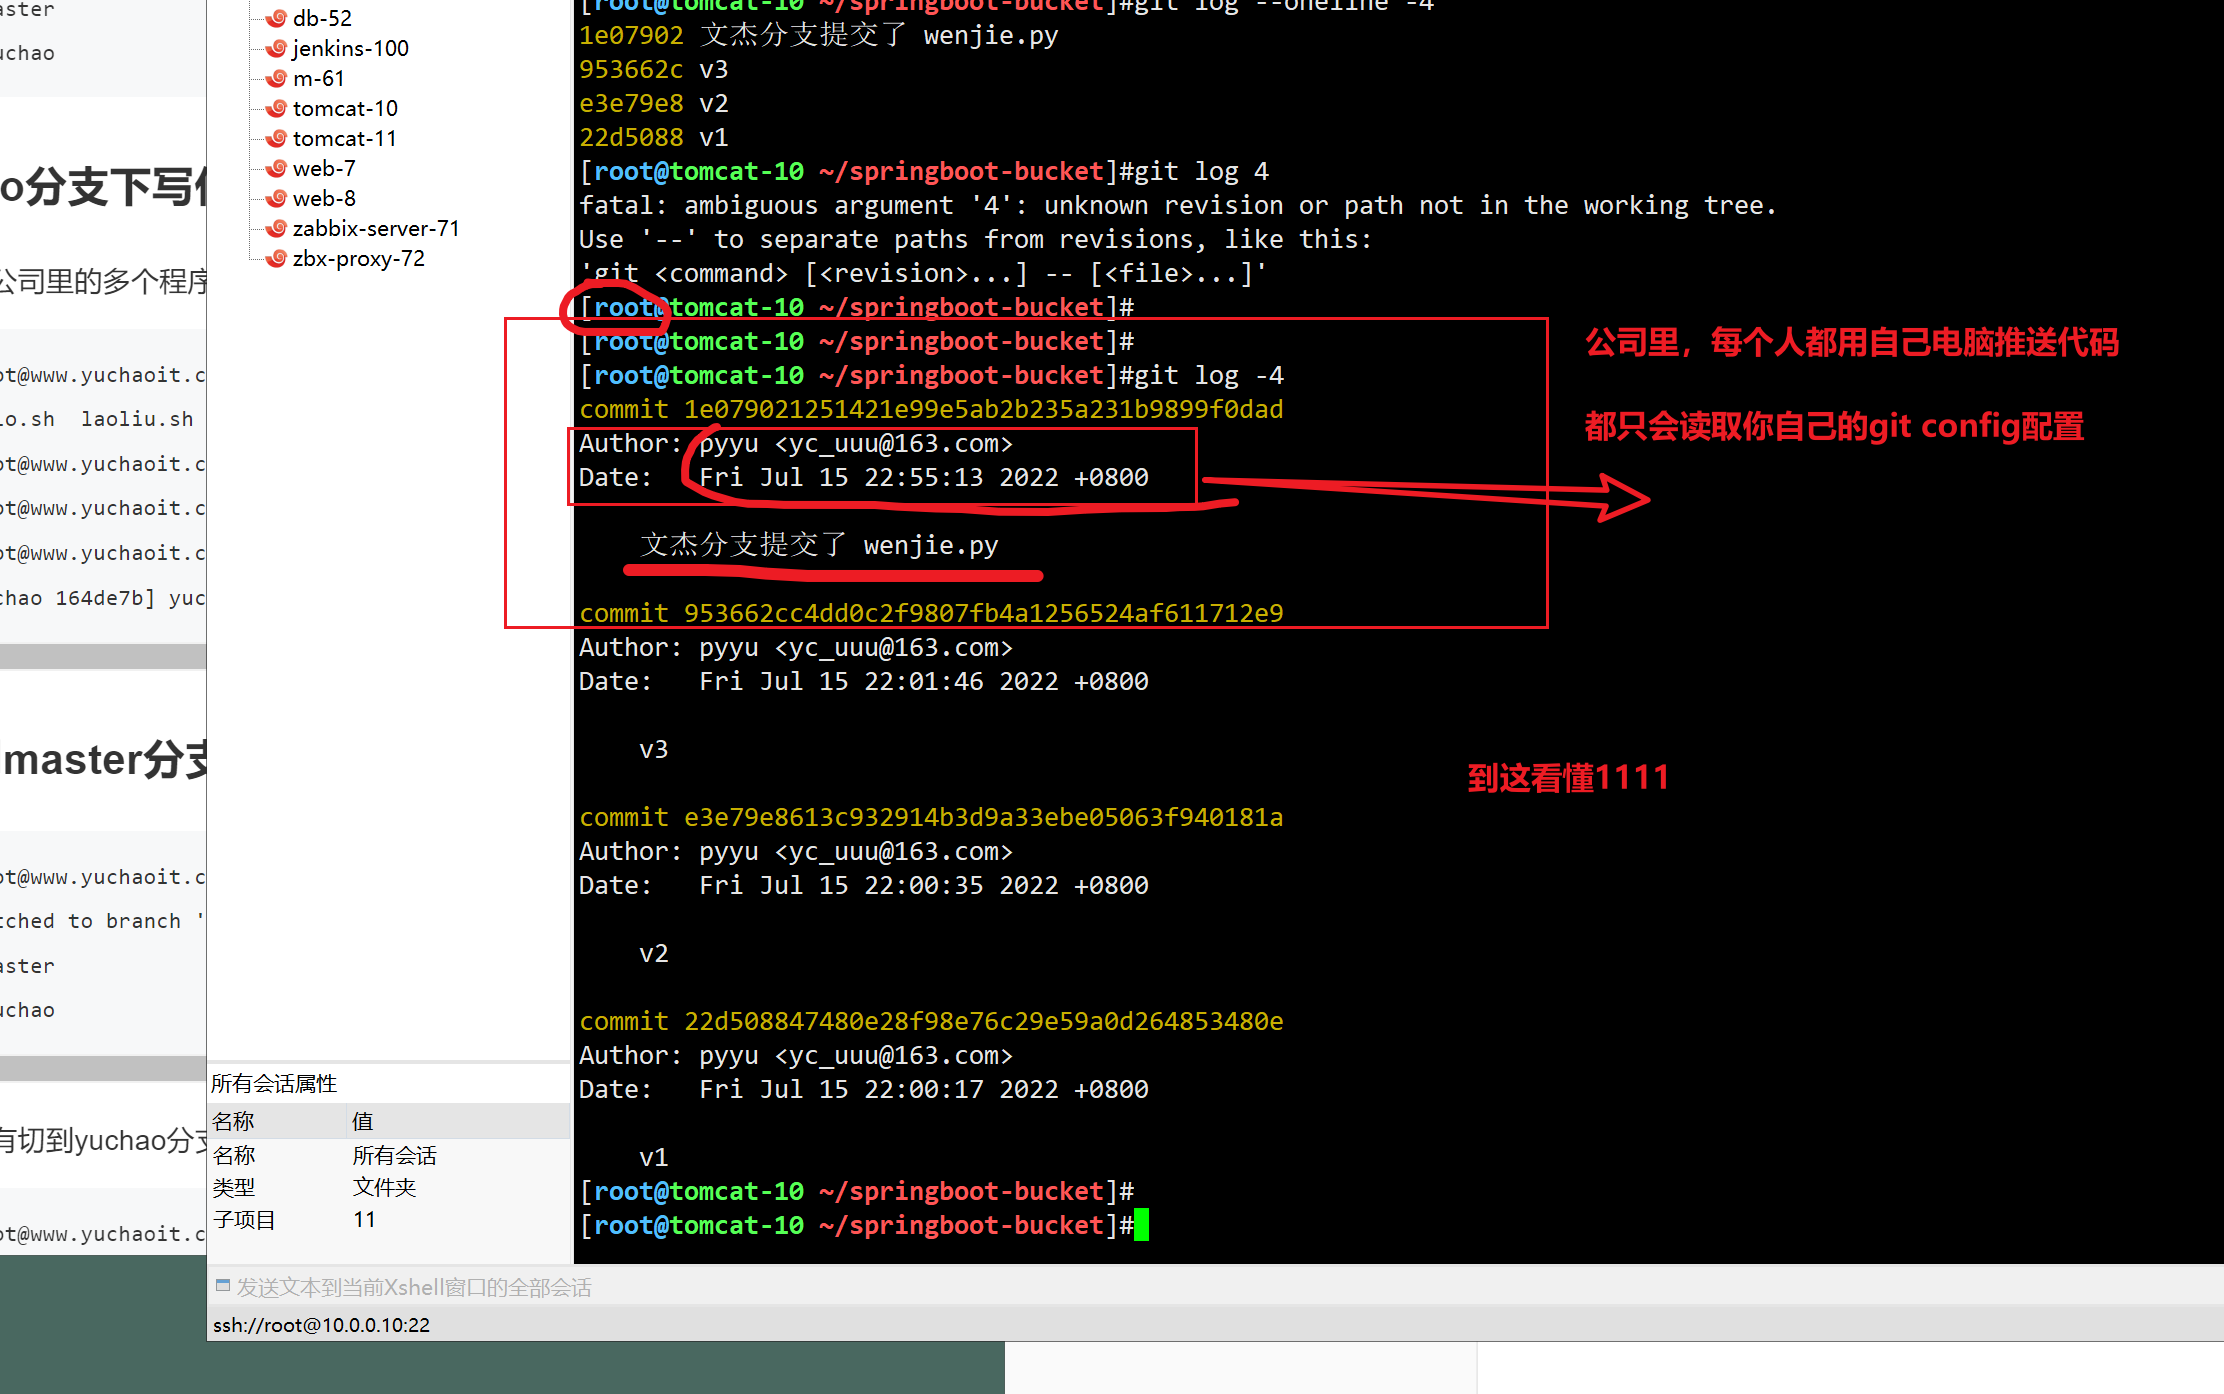 aster
uchao
o分支下写
公司里的多个程序
ot@www.yuchaoit.c
lo.sh  laoliu.sh
ot@www.yuchaoit.c
ot@www.yuchaoit.c
ot@www.yuchaoit.c
chao 164de7b] yuc
master分支
ot@www.yuchaoit.c
tched to branch '
aster
uchao
有切到yuchao分支
ot@www.yuchaoit.c
db-52
jenkins-100
m-61
tomcat-10
tomcat-11
web-7
web-8
zabbix-server-71
zbx-proxy-72
所有会话属性
名称 值
名称 所有会话
类型 文件夹
子项目 11
[root@tomcat-10 ~/springboot-bucket]#git log --oneline -4
1e07902 文杰分支提交了 wenjie.py
953662c v3
e3e79e8 v2
22d5088 v1
[root@tomcat-10 ~/springboot-bucket]#git log 4
fatal: ambiguous argument '4': unknown revision or path not in the working tree.
Use '--' to separate paths from revisions, like this:
'git <command> [<revision>...] -- [<file>...]'
[root@tomcat-10 ~/springboot-bucket]#
[root@tomcat-10 ~/springboot-bucket]#
[root@tomcat-10 ~/springboot-bucket]#git log -4
commit 1e079021251421e99e5ab2b235a231b9899f0dad
Author: pyyu <yc_uuu@163.com>
Date:   Fri Jul 15 22:55:13 2022 +0800
文杰分支提交了 wenjie.py
commit 953662cc4dd0c2f9807fb4a1256524af611712e9
Author: pyyu <yc_uuu@163.com>
Date:   Fri Jul 15 22:01:46 2022 +0800
v3
commit e3e79e8613c932914b3d9a33ebe05063f940181a
Author: pyyu <yc_uuu@163.com>
Date:   Fri Jul 15 22:00:35 2022 +0800
v2
commit 22d508847480e28f98e76c29e59a0d264853480e
Author: pyyu <yc_uuu@163.com>
Date:   Fri Jul 15 22:00:17 2022 +0800
v1
[root@tomcat-10 ~/springboot-bucket]#
[root@tomcat-10 ~/springboot-bucket]#
公司里，每个人都用自己电脑推送代码
都只会读取你自己的git config配置
到这看懂1111
发送文本到当前Xshell窗口的全部会话
ssh://root@10.0.0.10:22